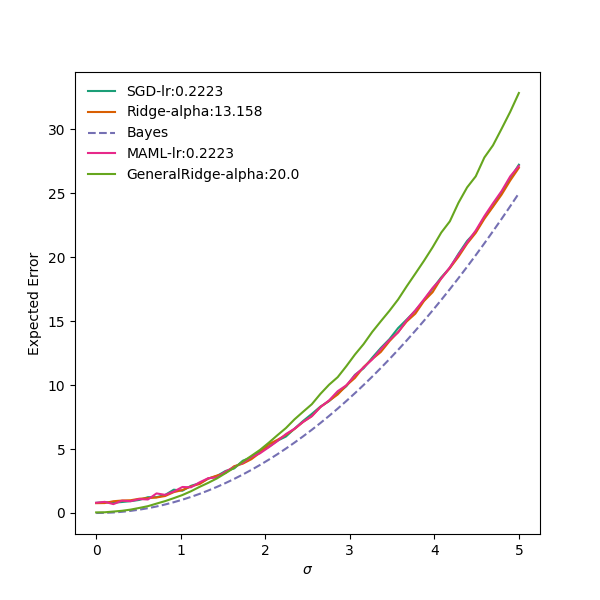 SGD-lr:0.2223
Ridge-alpha:13.158
Bayes
MAML-lr:0.2223
GeneralRidge-alpha:20.0
Expected Error
30
25
20
15
10
5
0
0 1 2 3 4 5
σ